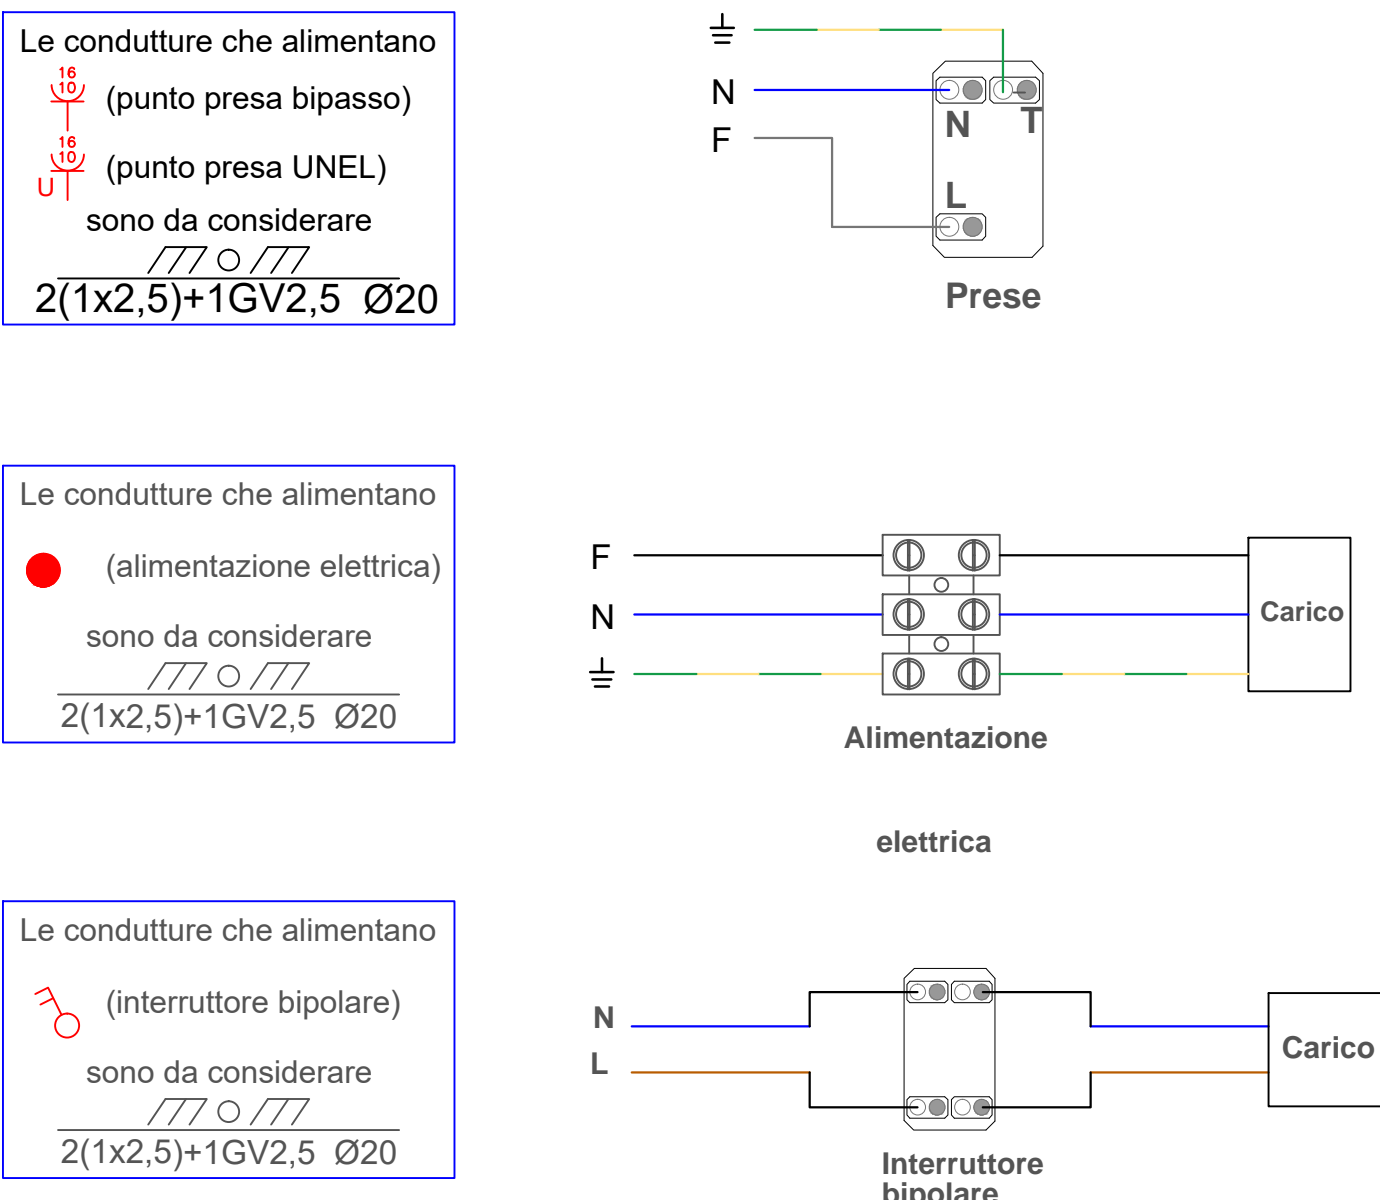 Le condutture che alimentano
16
10
(punto presa bipasso)
16
10
U
(punto presa UNEL)
sono da considerare
2(1x2,5)+1GV2,5 Ø20
N
F
N
T
L
Prese
Le condutture che alimentano
(alimentazione elettrica)
sono da considerare
2(1x2,5)+1GV2,5 Ø20
F
N
Carico
Alimentazione
elettrica
Le condutture che alimentano
(interruttore bipolare)
sono da considerare
2(1x2,5)+1GV2,5 Ø20
N
L
Carico
Interruttore
bipolare